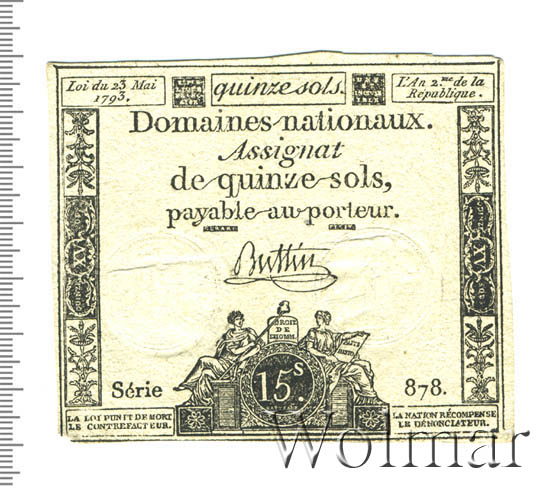 Loi du 23 Mai
1793.
quinze sols.
L'An 2.me de la
République.
Domaines nationaux.
Assignat
de quinze sols,
payable au porteur.
Buttin
DROIT
DE
L'HOMM.
15.s
Série
878.
LA LOI PUNIT DE MORT
LE CONTREFACTEUR.
LA NATION RÉCOMPENSE
LE DÉNONCIATEUR.
Wolmar